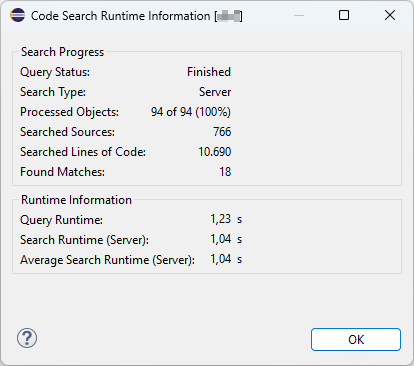 Code Search Runtime Information [
]
Search Progress
Query Status: Finished
Search Type: Server
Processed Objects: 94 of 94 (100%)
Searched Sources: 766
Searched Lines of Code: 10.690
Found Matches: 18
Runtime Information
Query Runtime: 1,23 s
Search Runtime (Server): 1,04 s
Average Search Runtime (Server): 1,04 s
?
OK